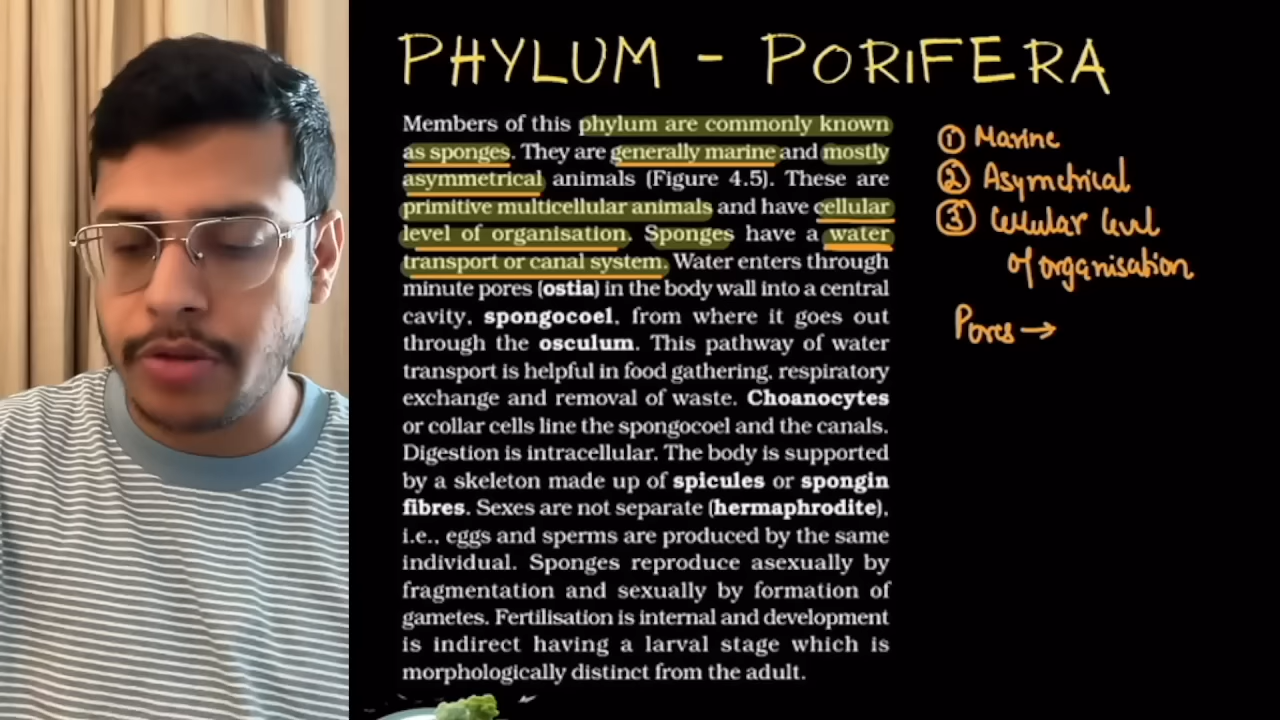 PHYLUM - PORIFERA
Members of this phylum are commonly known
as sponges. They are generally marine and mostly
asymmetrical animals (Figure 4.5). These are
primitive multicellular animals and have cellular
level of organisation. Sponges have a water
transport or canal system. Water enters through
minute pores (ostia) in the body wall into a central
cavity, spongocoel, from where it goes out
through the osculum. This pathway of water
transport is helpful in food gathering, respiratory
exchange and removal of waste. Choanocytes
or collar cells line the spongocoel and the canals.
Digestion is intracellular. The body is supported
by a skeleton made up of spicules or spongin
fibres. Sexes are not separate (hermaphrodite),
i.e., eggs and sperms are produced by the same
individual. Sponges reproduce asexually by
fragmentation and sexually by formation of
gametes. Fertilisation is internal and development
is indirect having a larval stage which is
morphologically distinct from the adult.
① Marine
② Asymetrical
③ Cellular level
of organisation
Pores →